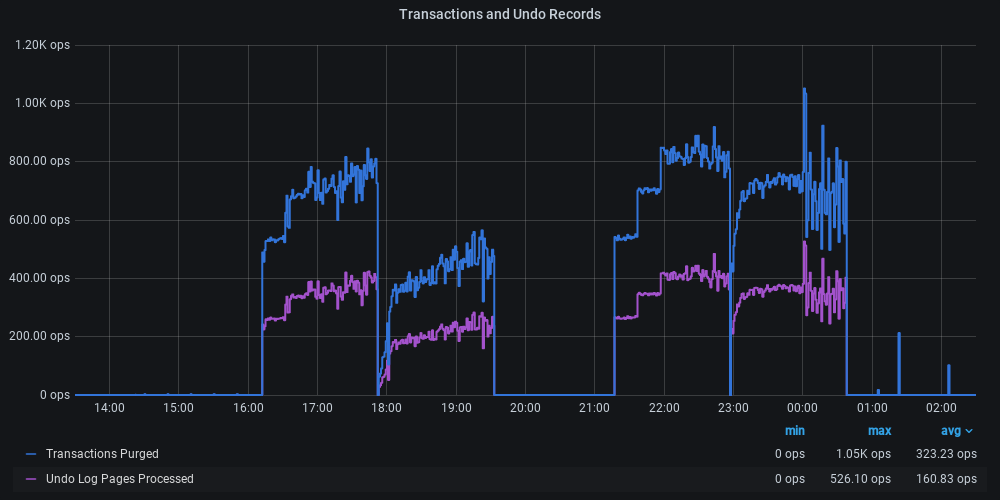 Transactions and Undo Records
1.20K ops
1.00K ops
800.00 ops
600.00 ops
400.00 ops
200.00 ops
0 ops
14:00 15:00 16:00 17:00 18:00 19:00 20:00 21:00 22:00 23:00 00:00 01:00 02:00
min max avg
Transactions Purged 0 ops 1.05K ops 323.23 ops
Undo Log Pages Processed 0 ops 526.10 ops 160.83 ops